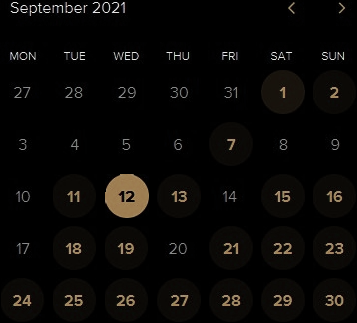 September 2021
MON TUE WED THU FRI SAT SUN
27 28 29 30 31 1 2
3 4 5 6 7 8 9
10 11 12 13 14 15 16
17 18 19 20 21 22 23
24 25 26 27 28 29 30